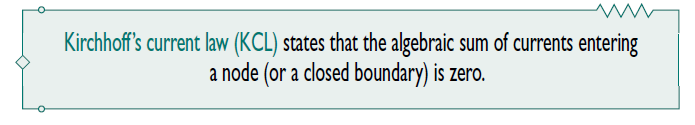 Kirchhoff’s current law (KCL) states that the algebraic sum of currents entering
a node (or a closed boundary) is zero.